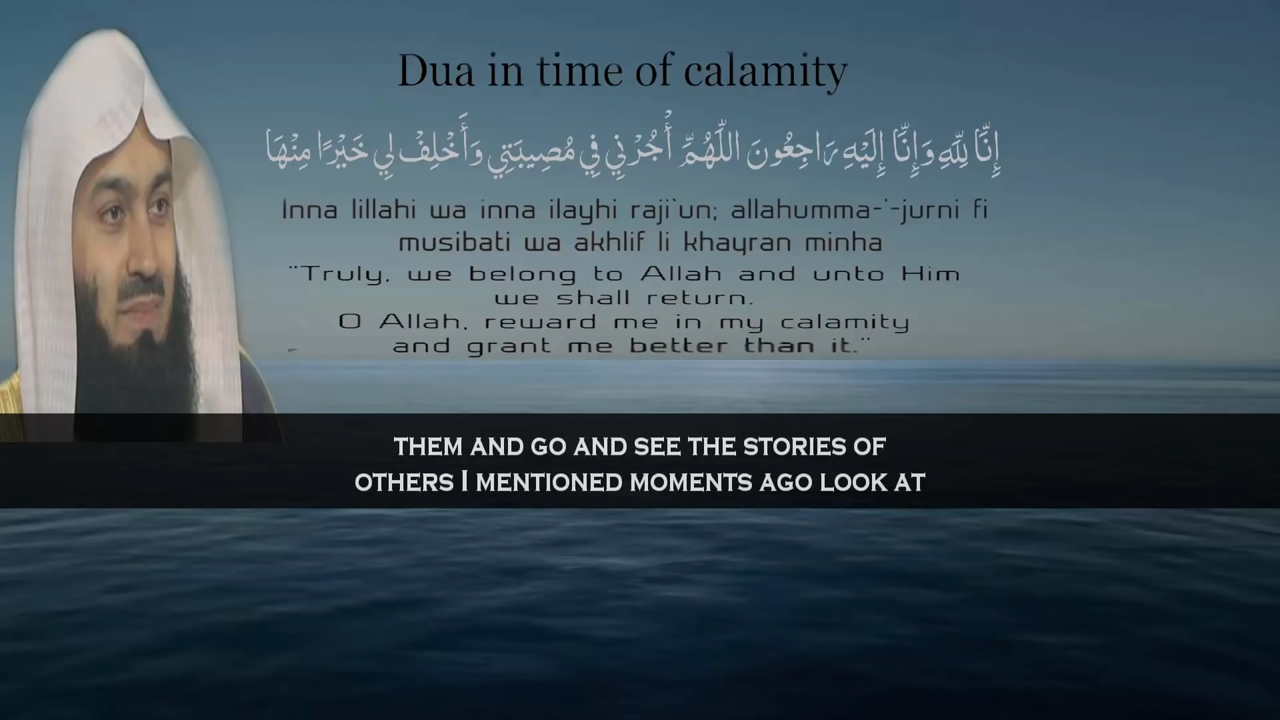 Dua in time of calamity
إِنَّا لِلَّهِ وَإِنَّا إِلَيْهِ رَاجِعُونَ اللَّهُمَّ أْجُرْنِي فِي مُصِيبَتِي وَأَخْلِفْ لِي خَيْرًا مِنْهَا
Inna lillahi wa inna ilayhi raji`un; allahumma-'-jurni fi
musibati wa akhlif li khayran minha
"Truly, we belong to Allah and unto Him
we shall return.
O Allah, reward me in my calamity
and grant me better than it."
THEM AND GO AND SEE THE STORIES OF
OTHERS I MENTIONED MOMENTS AGO LOOK AT